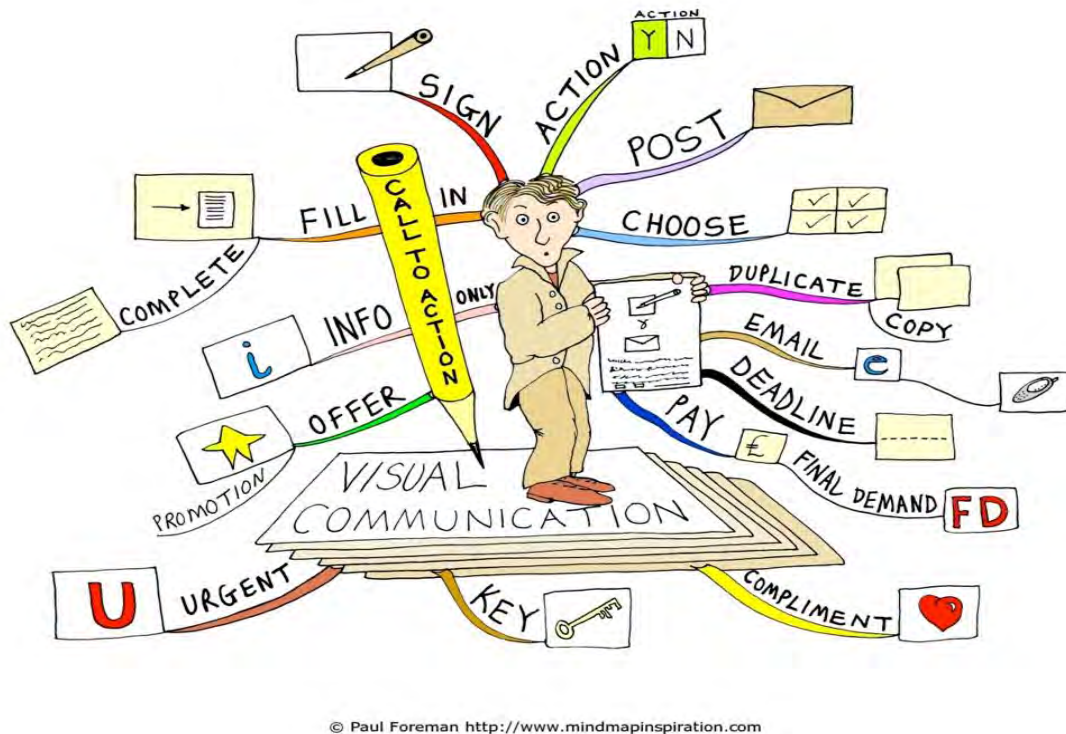 ACTION
Y N
SIGN
ACTION
POST
FILL IN
CHOOSE
CALL TO ACTION
COMPLETE
INFO ONLY
i
DUPLICATE
COPY
EMAIL
e
DEADLINE
OFFER
PROMOTION
PAY
£
FINAL DEMAND
FD
VISUAL
COMMUNICATION
URGENT
U
KEY
COMPLIMENT
© Paul Foreman http://www.mindmapinspiration.com